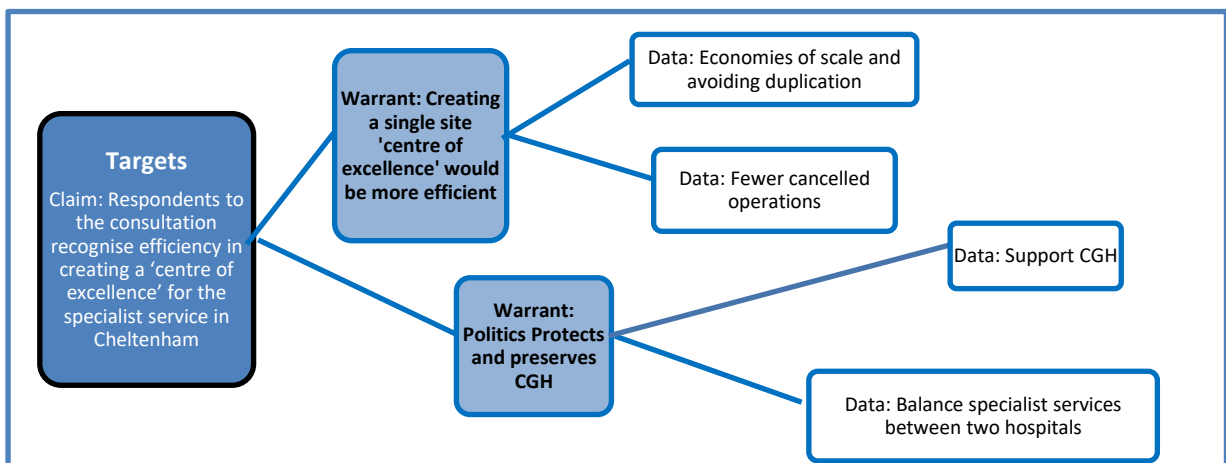 Targets
Claim: Respondents to
the consultation
recognise efficiency in
creating a ‘centre of
excellence’ for the
specialist service in
Cheltenham
Warrant: Creating
a single site
'centre of
excellence' would
be more efficient
Data: Economies of scale and
avoiding duplication
Data: Fewer cancelled
operations
Warrant:
Politics Protects
and preserves
CGH
Data: Support CGH
Data: Balance specialist services
between two hospitals